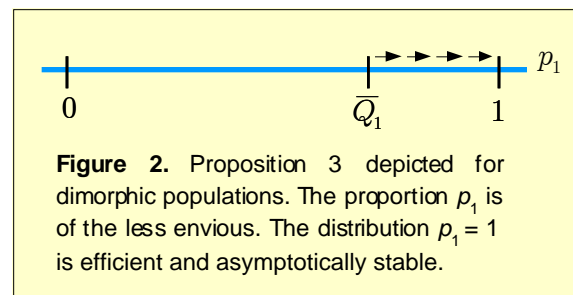 p₁
0 Q̅₁ 1
Figure 2. Proposition 3 depicted for
dimorphic populations. The proportion p₁ is
of the less envious. The distribution p₁ = 1
is efficient and asymptotically stable.